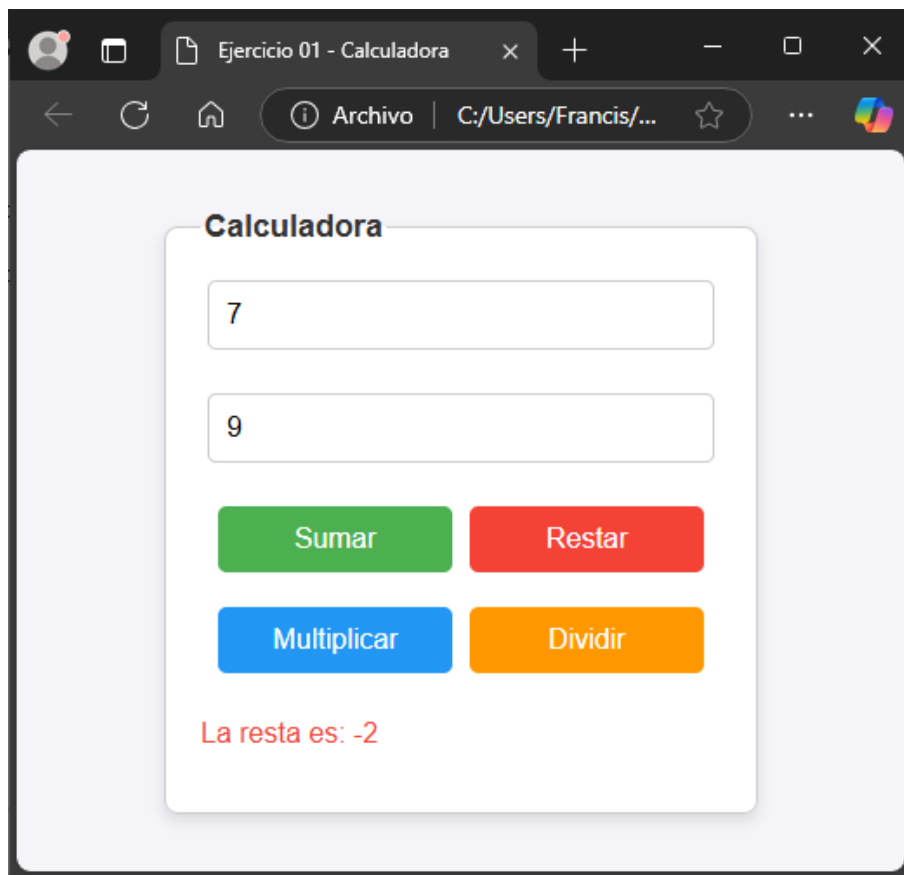 Ejercicio 01 - Calculadora
Archivo C:/Users/Francis/...
Calculadora
7
9
Sumar Restar
Multiplicar Dividir
La resta es: -2